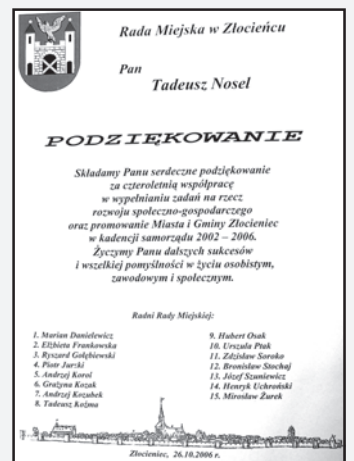 Rada Miejska w Złocieńcu
Pan
Tadeusz Nosel
PODZIĘKOWANIE
Składamy Panu serdeczne podziękowanie
za czteroletnią współpracę
w wypełnianiu zadań na rzecz
rozwoju społeczno-gospodarczego
oraz promowanie Miasta i Gminy Złocieniec
w kadencji samorządu 2002 – 2006.
Życzymy Panu dalszych sukcesów
i wszelkiej pomyślności w życiu osobistym,
zawodowym i społecznym.
Radni Rady Miejskiej:
1. Marian Danielewicz
2. Elżbieta Frankowska
3. Ryszard Gołębiewski
4. Piotr Jurzki
5. Andrzej Korol
6. Grażyna Kozak
7. Andrzej Kozubek
8. Tadeusz Koźma
9. Hubert Osak
10. Urszula Ptak
11. Zdzisław Soroko
12. Bronisław Stochaj
13. Józef Szuniewicz
14. Henryk Uchroński
15. Mirosław Żurek
Złocieniec, 26.10.2006 r.